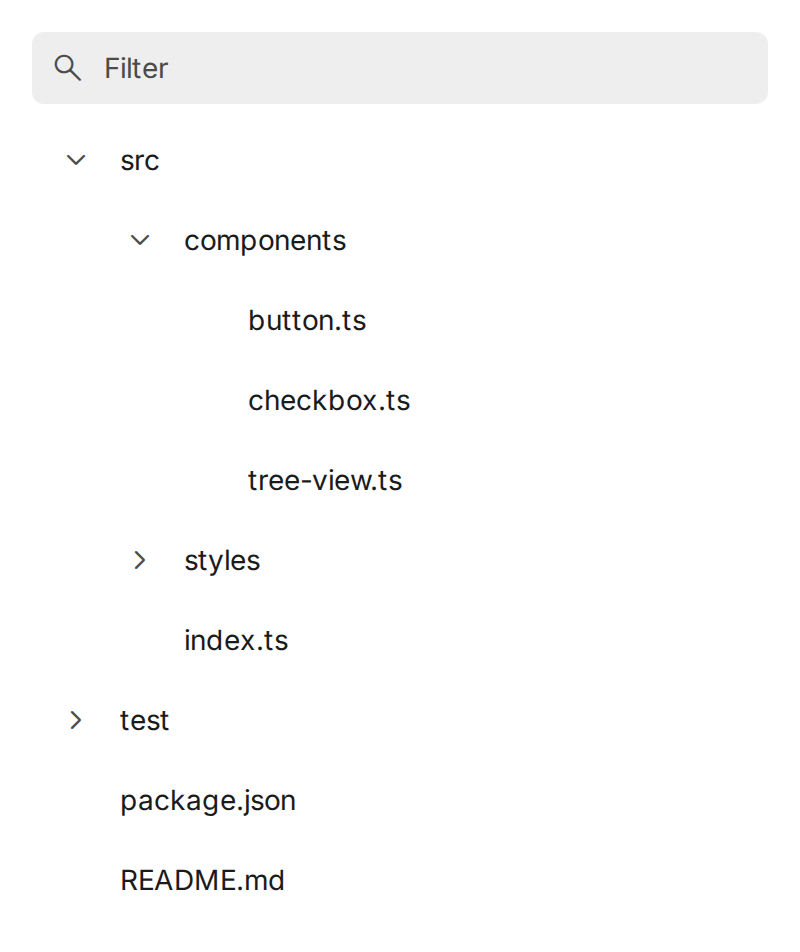 Filter
src
components
button.ts
checkbox.ts
tree-view.ts
styles
index.ts
test
package.json
README.md